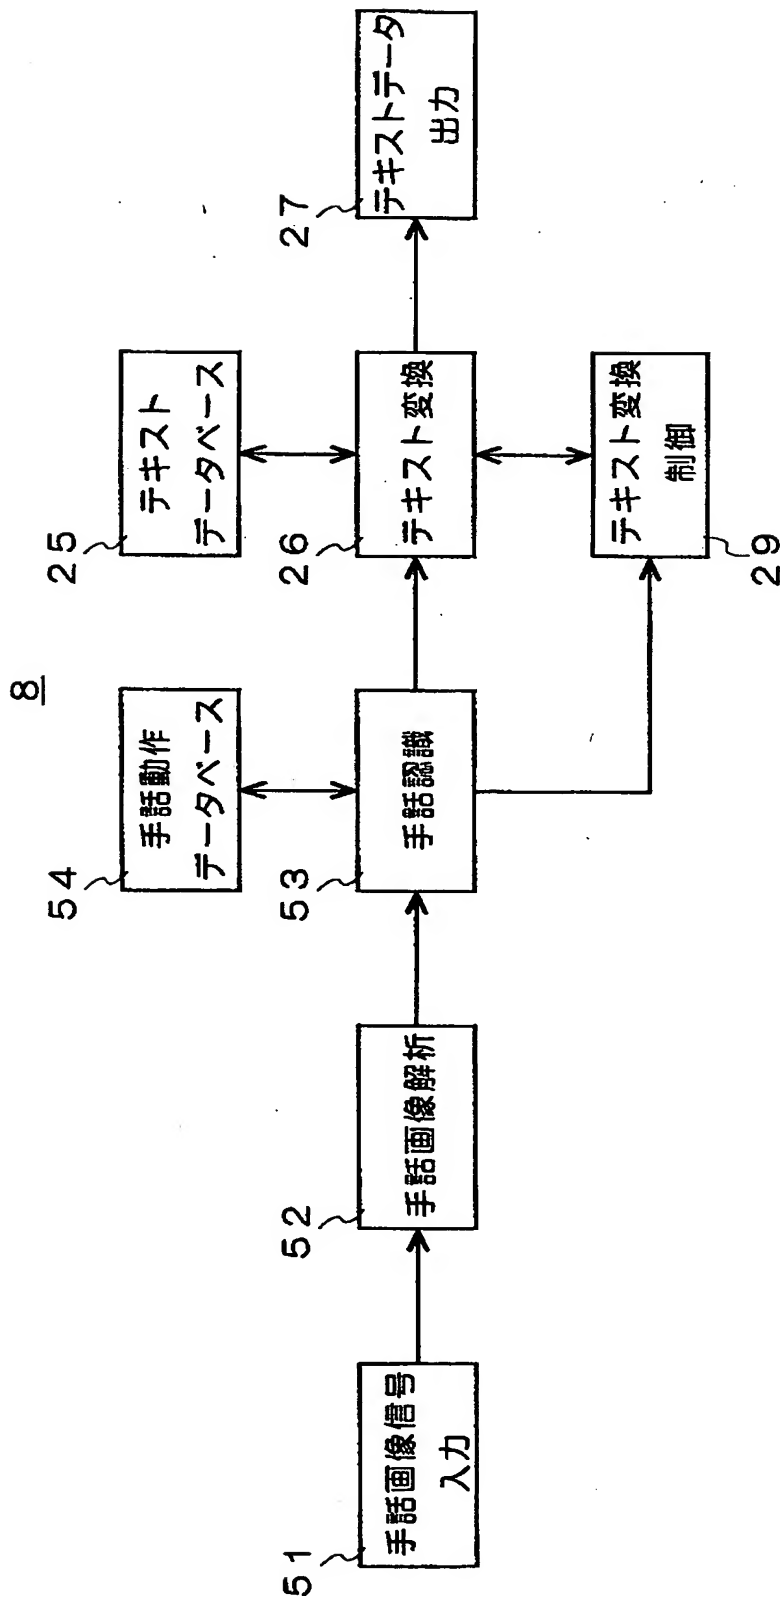 8
54
手話動作
データベース
25
テキスト
データベース
51
手話画像信号
入力
52
手話画像解析
53
手話認識
26
テキスト変換
27
テキストデータ
出力
29
テキスト変換
制御